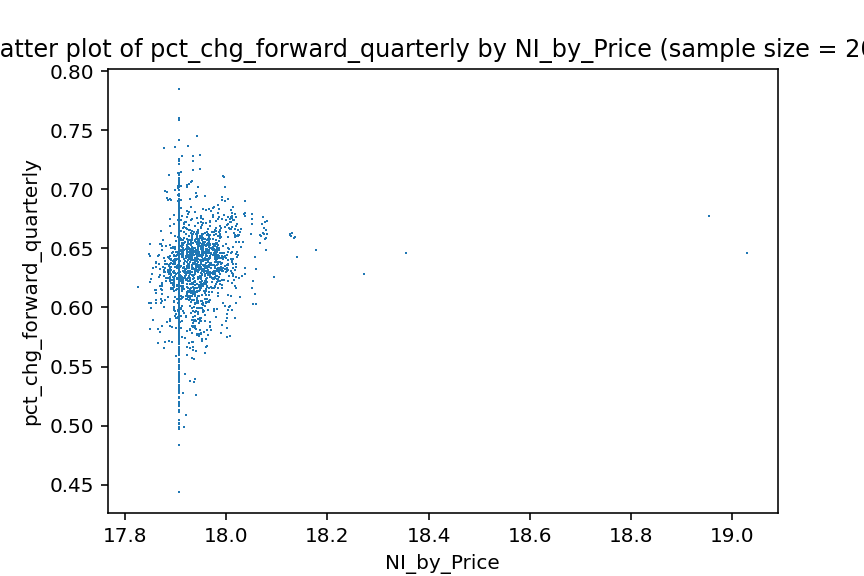 atter plot of pct_chg_forward_quarterly by NI_by_Price (sample size = 20
0.80
0.75
0.70
0.65
0.60
0.55
0.50
0.45
pct_chg_forward_quarterly
17.8 18.0 18.2 18.4 18.6 18.8 19.0
NI_by_Price